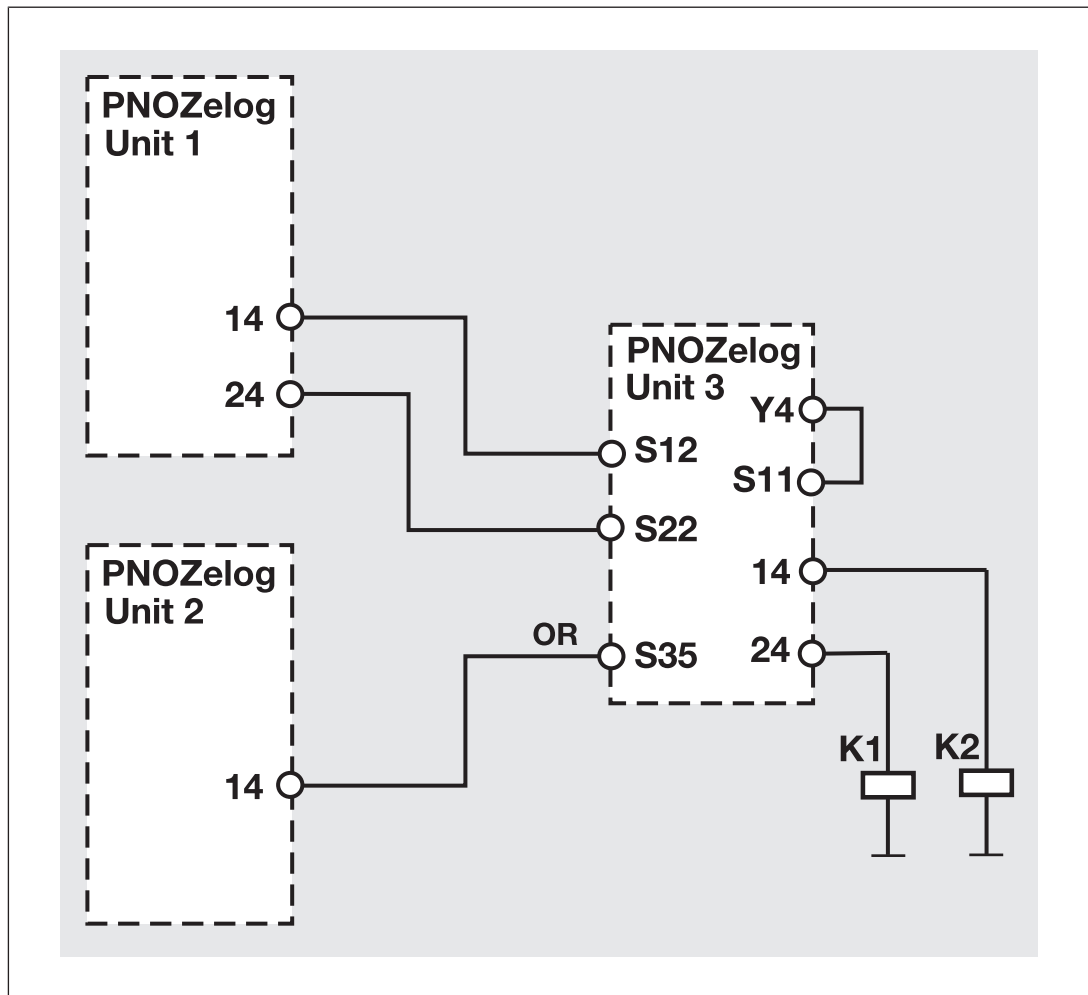 PNOZelog
Unit 1
14
24
PNOZelog
Unit 2
14
OR
PNOZelog
Unit 3
Y4
S12
S11
S22
14
S35
24
K1
K2